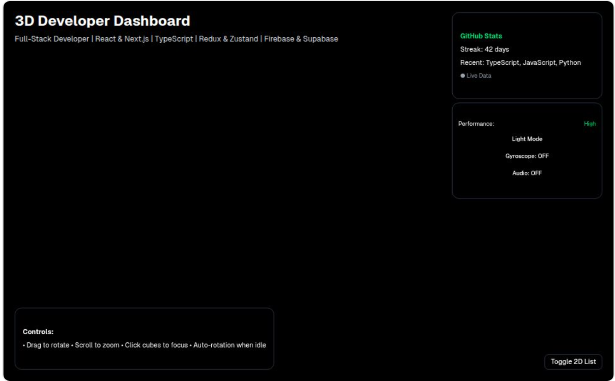 3D Developer Dashboard
Full-Stack Developer | React & Next.js | TypeScript | Redux & Zustand | Firebase & Supabase
GitHub Stats
Streak: 42 days
Recent: TypeScript, JavaScript, Python
● Live Data
Performance: High
Light Mode
Gyroscope: OFF
Audio: OFF
Controls:
• Drag to rotate • Scroll to zoom • Click cubes to focus • Auto-rotation when idle
Toggle 2D List